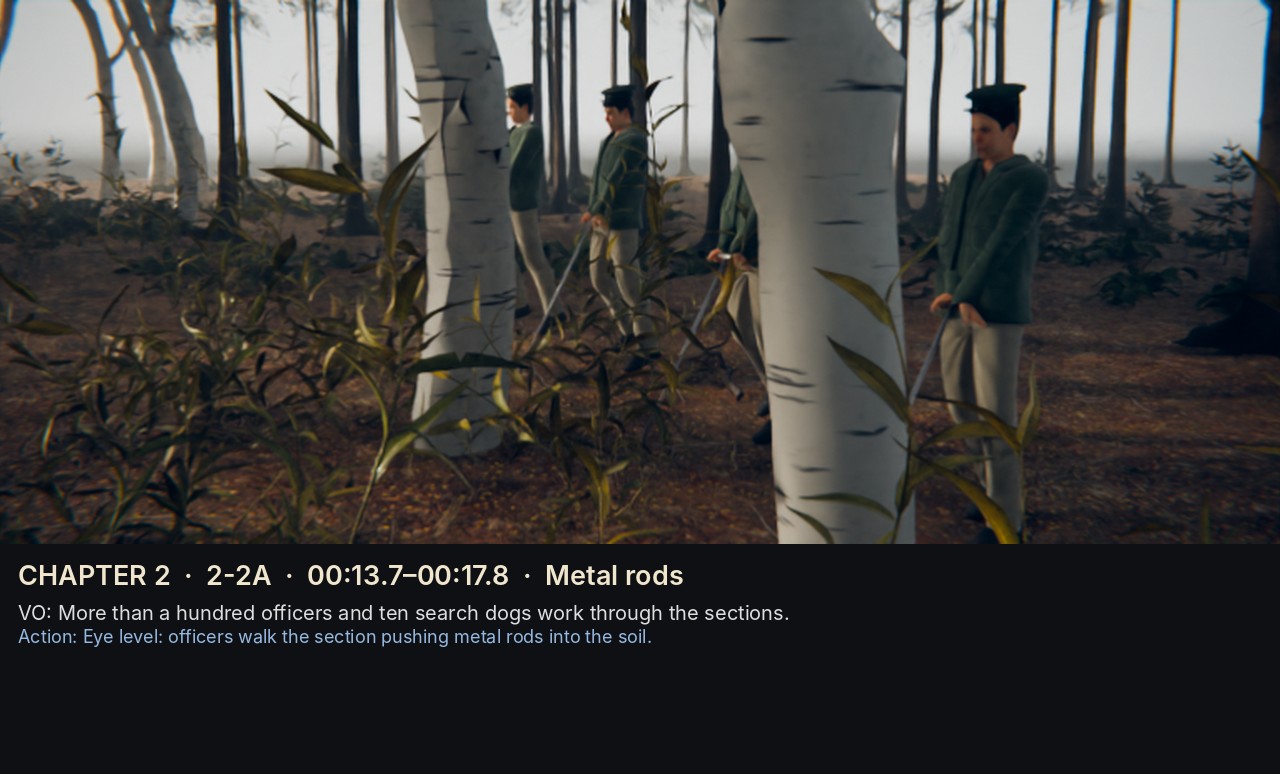 CHAPTER 2 · 2-2A · 00:13.7–00:17.8 · Metal rods
VO: More than a hundred officers and ten search dogs work through the sections.
Action: Eye level: officers walk the section pushing metal rods into the soil.